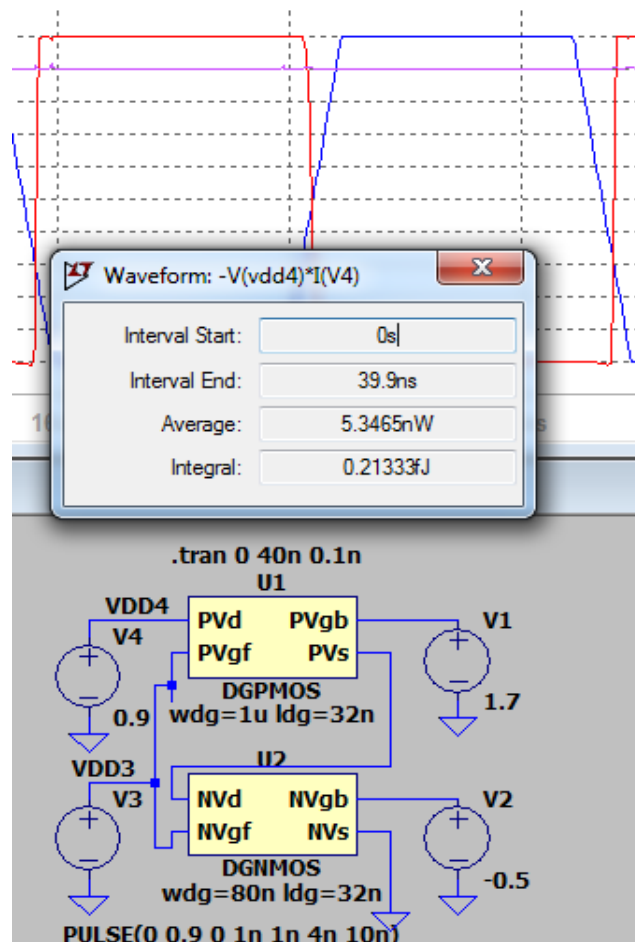 Waveform: -V(vdd4)*I(V4)
Interval Start: 0s
Interval End: 39.9ns
Average: 5.3465nW
Integral: 0.21333fJ
.tran 0 40n 0.1n
U1
VDD4
PVd PVgb
V1
V4
PVgf PVs
DGPMOS
0.9
wdg=1u ldg=32n
1.7
VDD3
U2
V3
NVd NVgb
V2
NVgf NVs
DGNMOS
wdg=80n ldg=32n
-0.5
PULSE(0 0.9 0 1n 1n 4n 10n)